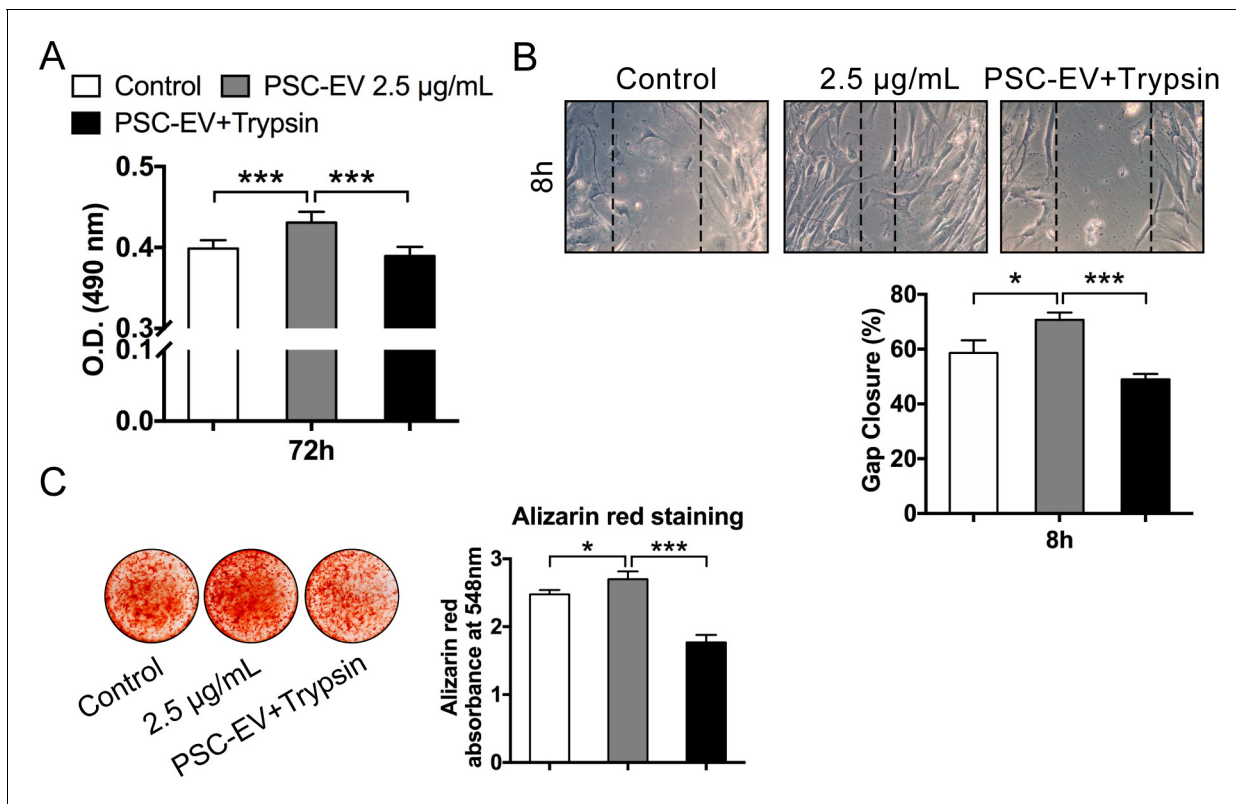 A
Control
PSC-EV 2.5 μg/mL
PSC-EV+Trypsin
0.5
0.4
0.3
0.1
0.0
O.D. (490 nm)
***
***
72h
B
Control
2.5 μg/mL
PSC-EV+Trypsin
8h
80
60
40
20
0
Gap Closure (%)
*
***
8h
C
Control
2.5 μg/mL
PSC-EV+Trypsin
Alizarin red staining
3
2
1
0
Alizarin red
absorbance at 548nm
*
***